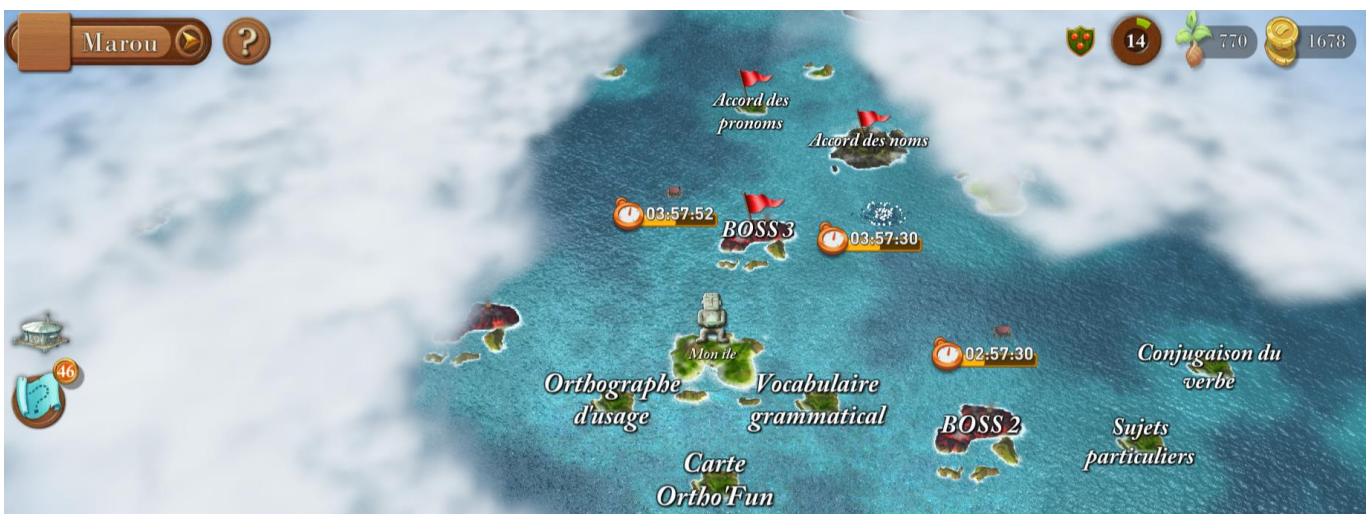 Marou
?
14
770
1678
Accord des
pronoms
Accord des noms
03:57:52
BOSS 3
03:57:30
Mon île
02:57:30
Conjugaison du
verbe
46
Orthographe
d'usage
Vocabulaire
grammatical
BOSS 2
Sujets
particuliers
Carte
Ortho'Fun